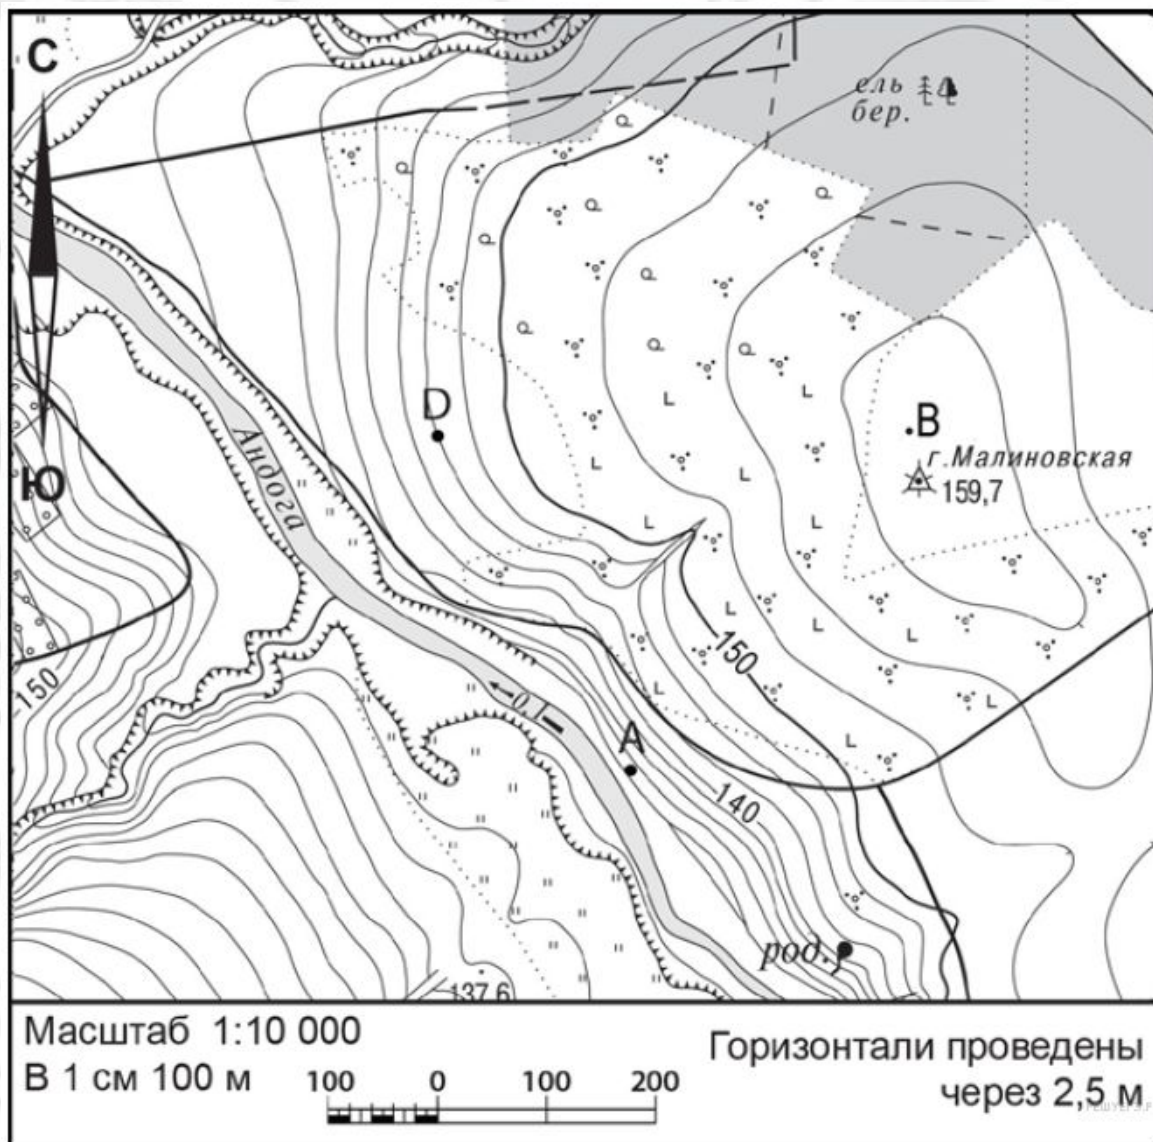 С
ель
бер.
D
Андога
Ю
В
г.Малиновская
159,7
150
150
0,1
А
140
род.
137,6
Масштаб 1:10 000
В 1 см 100 м
100 0 100 200
Горизонтали проведены
через 2,5 м